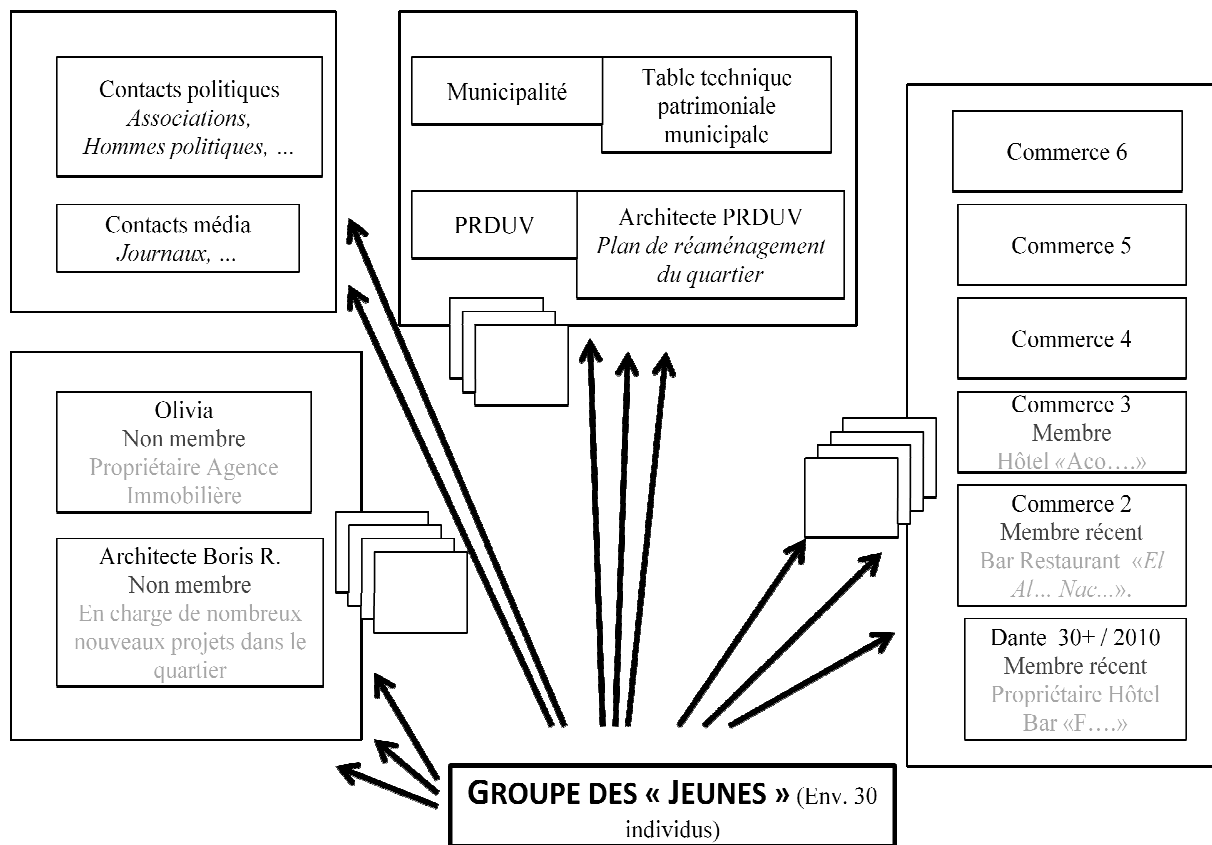 Contacts politiques
Associations,
Hommes politiques, …
Contacts média
Journaux, …
Municipalité
Table technique
patrimoniale
municipale
PRDUV
Architecte PRDUV
Plan de réaménagement
du quartier
Commerce 6
Commerce 5
Commerce 4
Commerce 3
Membre
Hôtel «Aco….»
Commerce 2
Membre récent
Bar Restaurant «El
Al… Nac...».
Dante 30+ / 2010
Membre récent
Propriétaire Hôtel
Bar «F….»
Olivia
Non membre
Propriétaire Agence
Immobilière
Architecte Boris R.
Non membre
En charge de nombreux
nouveaux projets dans le
quartier
GROUPE DES « JEUNES » (Env. 30
individus)